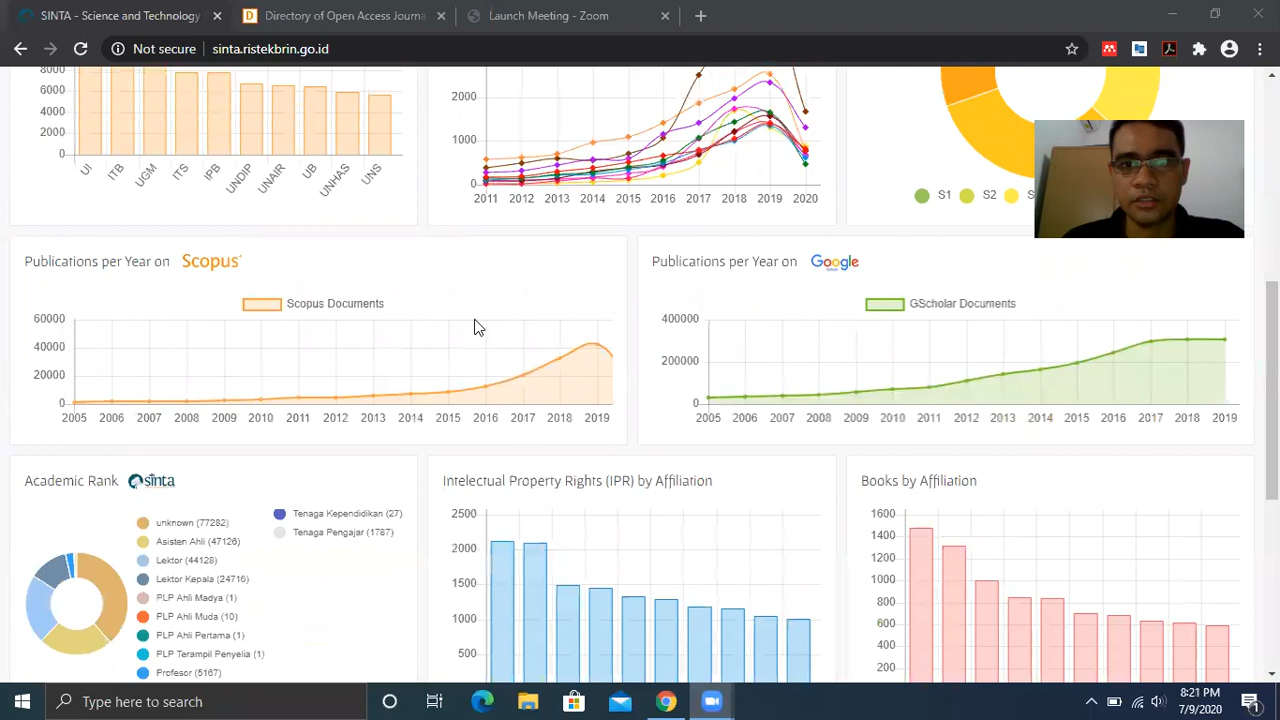 SINTA - Science and Technology
Directory of Open Access Journa
Launch Meeting - Zoom
Not secure
sinta.ristekbrin.go.id
8000
6000
4000
2000
0
UI
ITB
UGM
ITS
IPB
UNDP
UNAIR
UB
UNHAS
UNS
2000
1000
0
2011 2012 2013 2014 2015 2016 2017 2018 2019 2020
S1 S2 S
Publications per Year on Scopus
Scopus Documents
60000
40000
20000
0
2005 2006 2007 2008 2009 2010 2011 2012 2013 2014 2015 2016 2017 2018 2019
Publications per Year on Google
GScholar Documents
400000
200000
0
2005 2006 2007 2008 2009 2010 2011 2012 2013 2014 2015 2016 2017 2018 2019
Academic Rank sinta
unknown (77282)
Asisten Ahli (47126)
Lektor (44128)
Lektor Kepala (24716)
PLP Ahli Madya (1)
PLP Ahli Muda (10)
PLP Ahli Pertama (1)
PLP Terampil Penyelia (1)
Profesor (5167)
Tenaga Kependidikan (27)
Tenaga Pengajar (1787)
Intelectual Property Rights (IPR) by Affiliation
2500
2000
1500
1000
500
Books by Affiliation
1600
1400
1200
1000
800
600
400
200
Type here to search
8:21 PM
7/9/2020